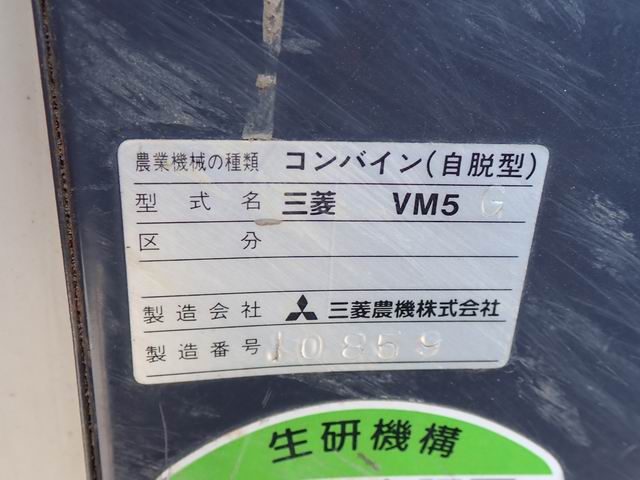 農業機械の種類 コンバイン(自脱型)
型式名 三菱 VM5 G
区分
製造会社 三菱農機株式会社
製造番号 10859
生研機構